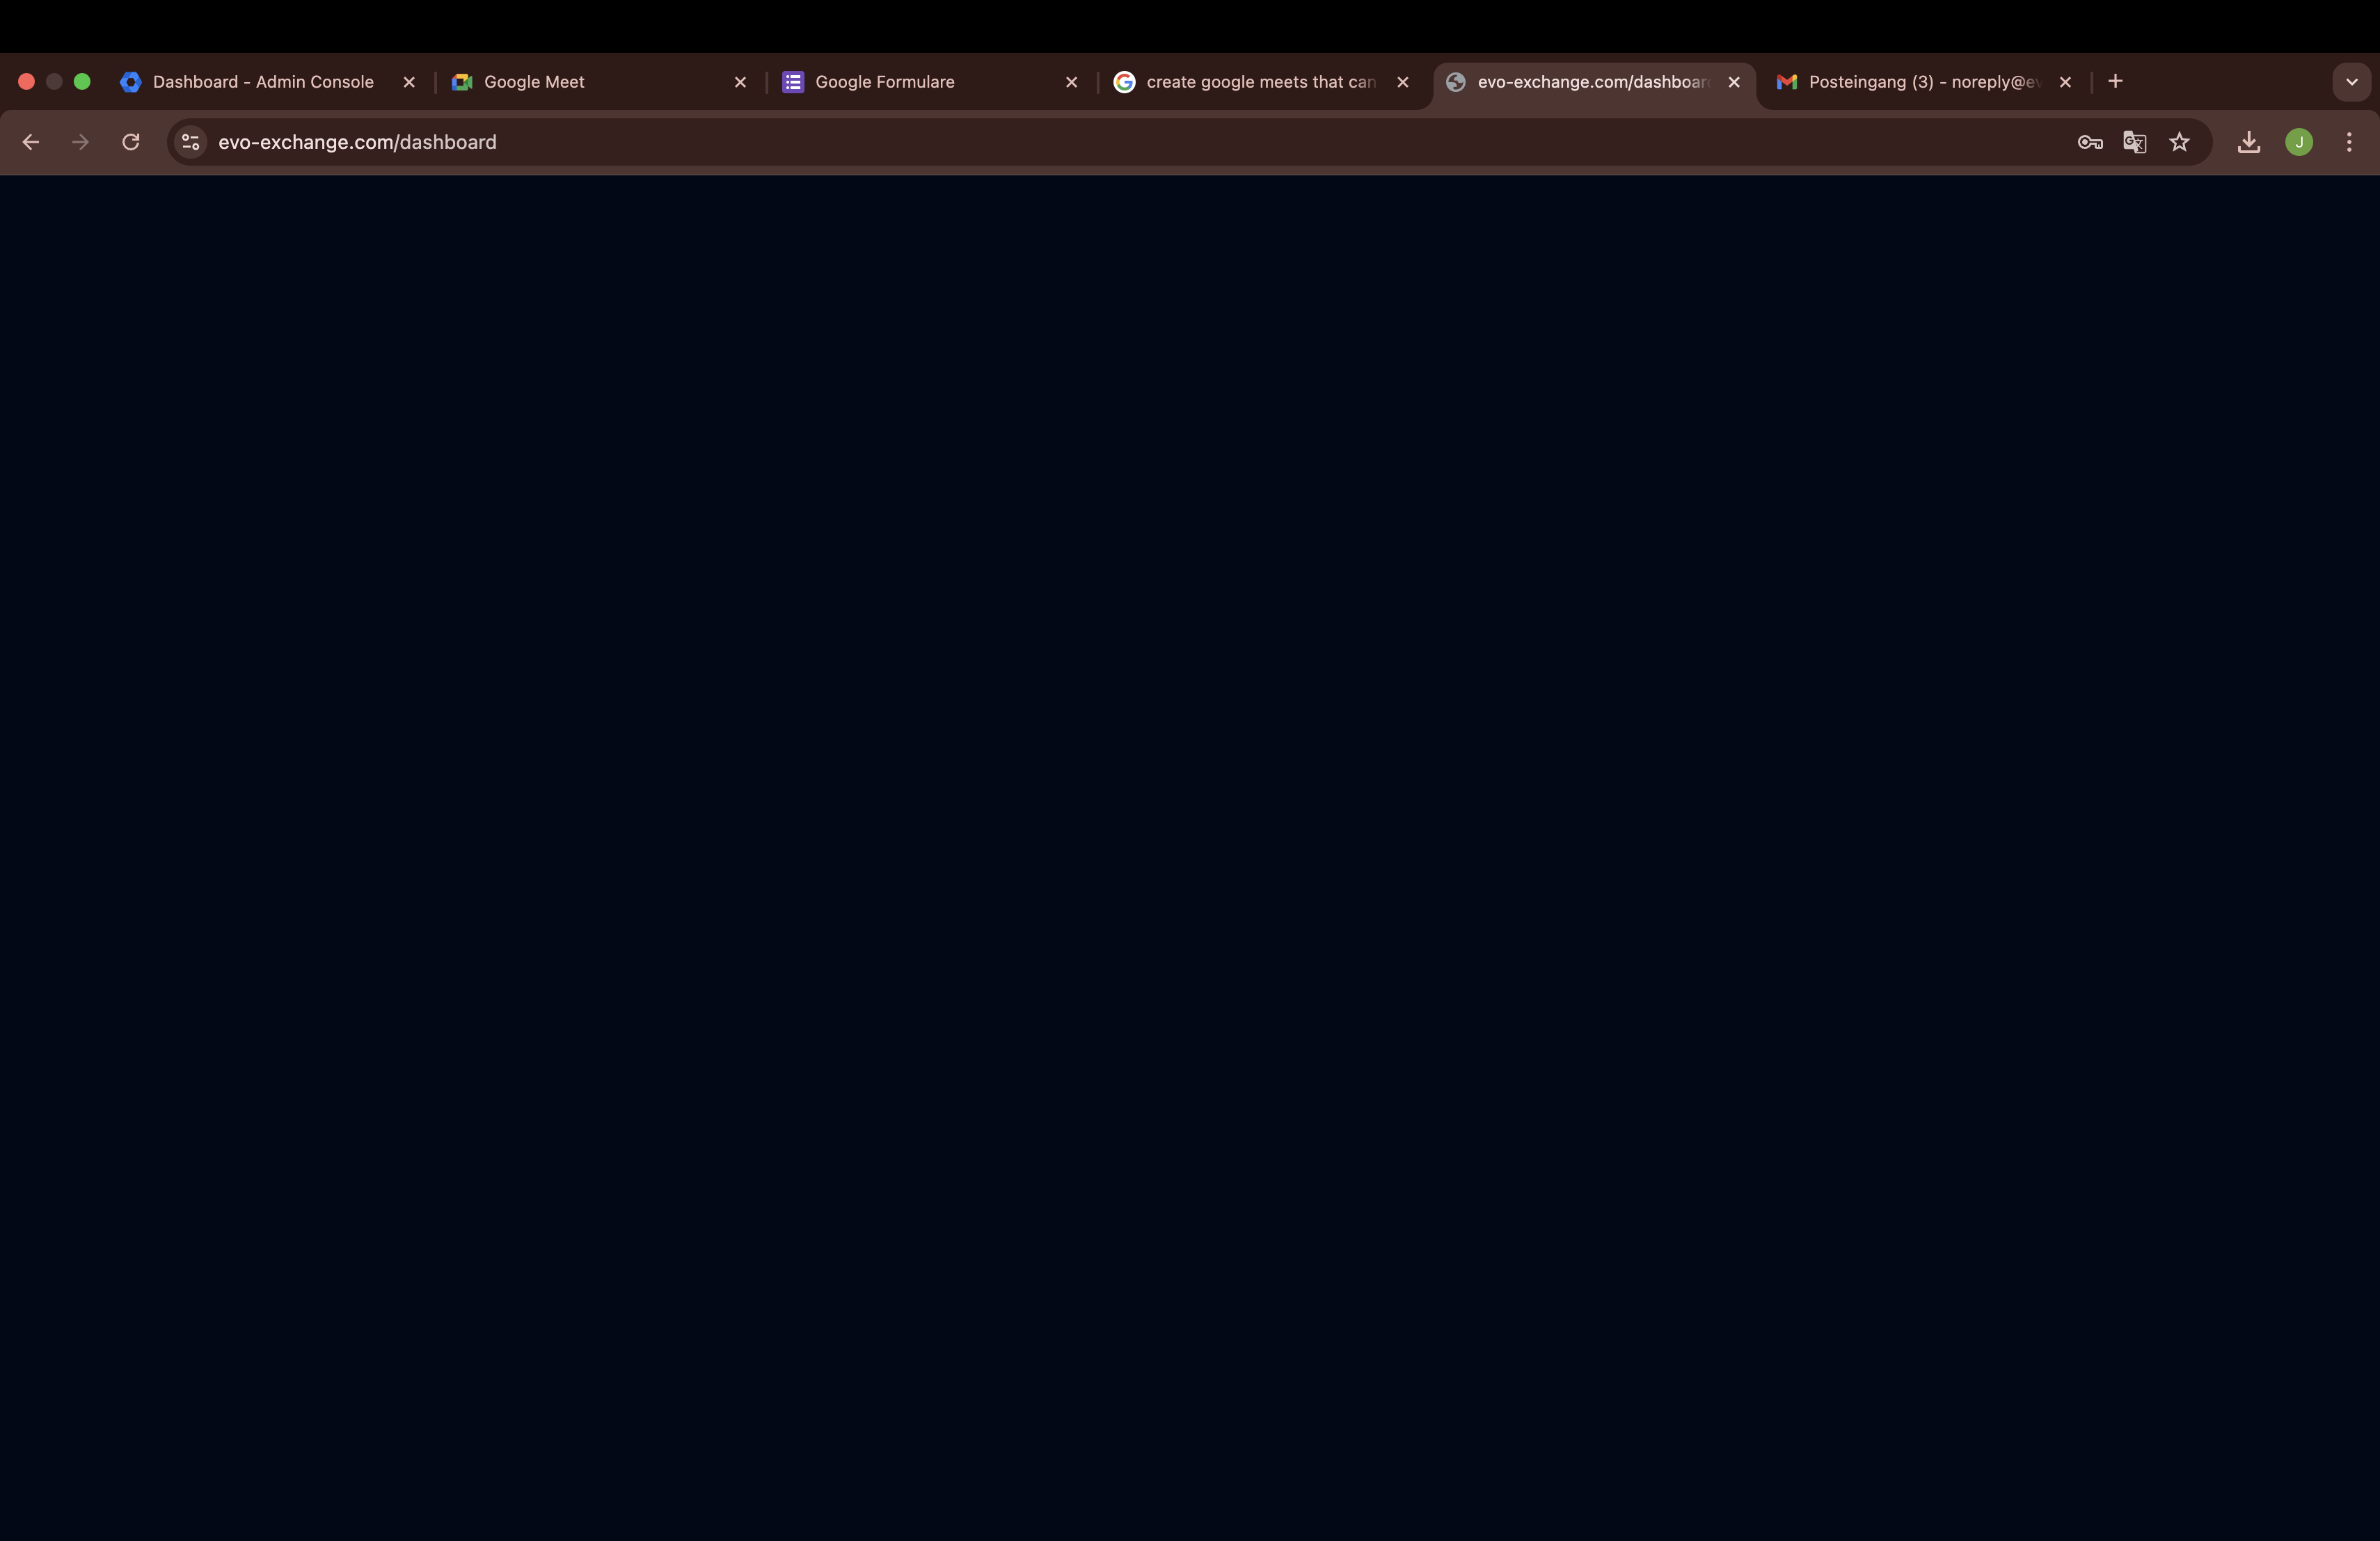 Dashboard - Admin Console
Google Meet
Google Formulare
create google meets that can
evo-exchange.com/dashboar
Posteingang (3) - noreply@ev
evo-exchange.com/dashboard
J